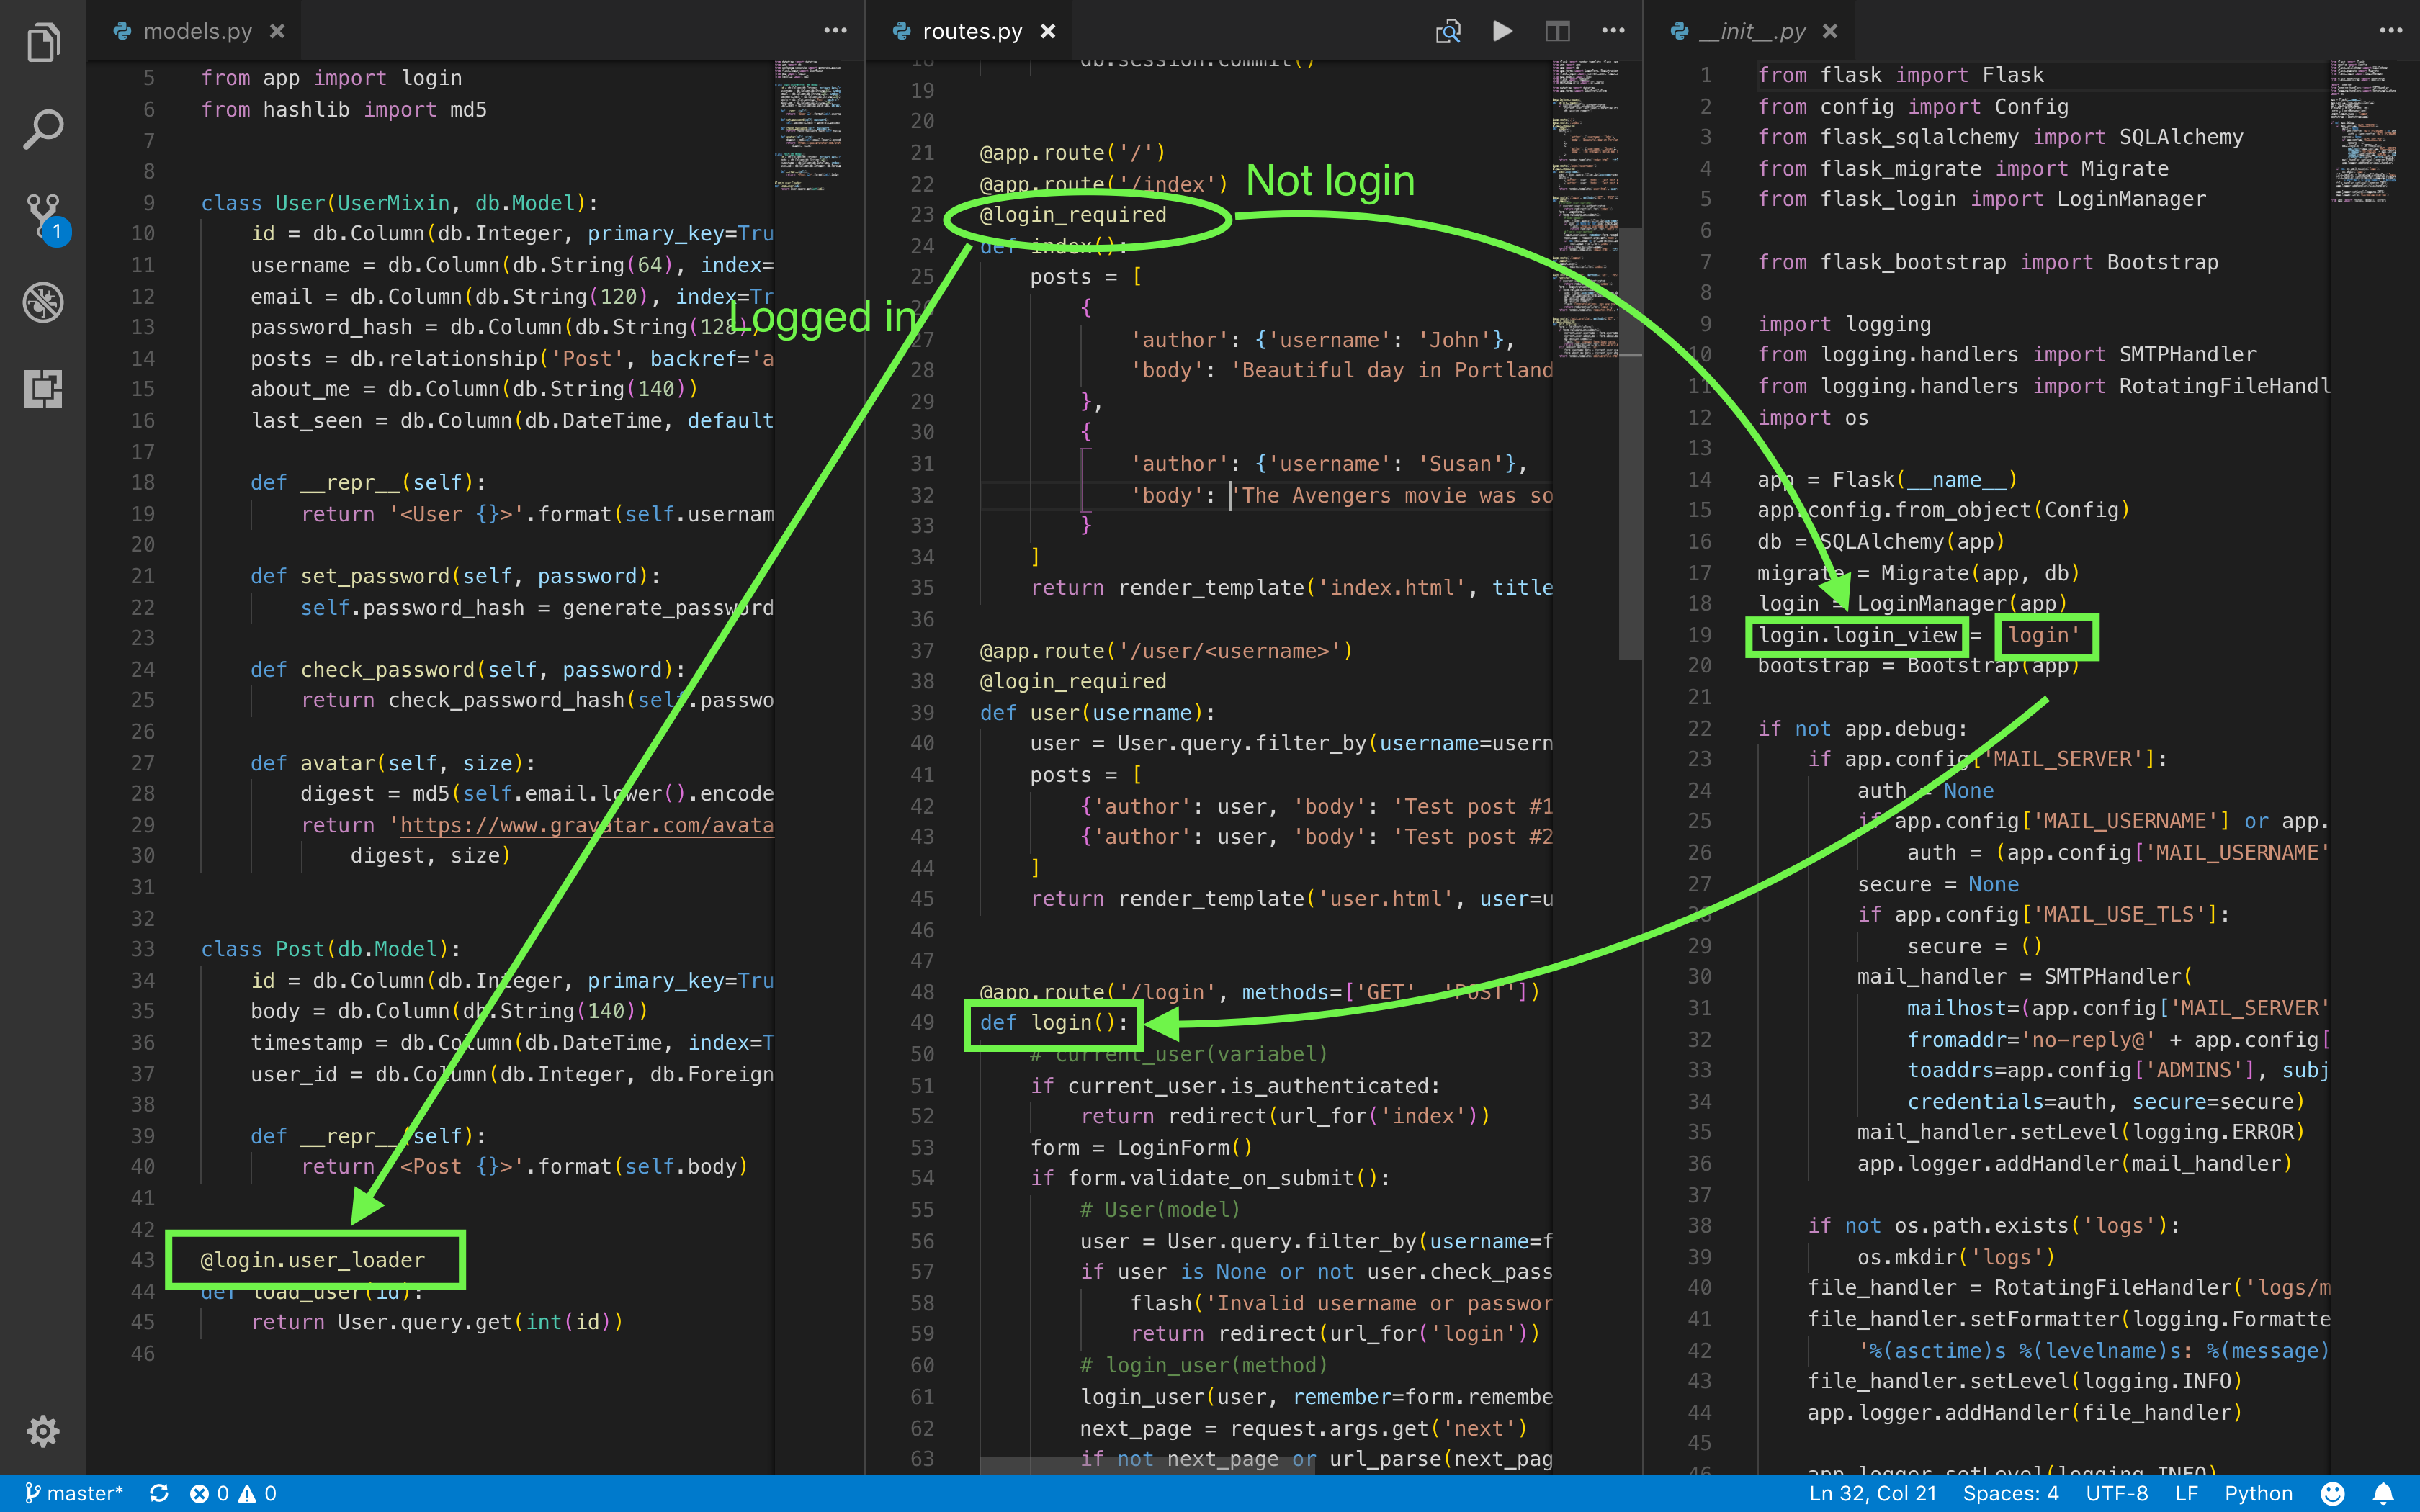 models.py
5 from app import login
6 from hashlib import md5
7
8
9 class User(UserMixin, db.Model):
10 id = db.Column(db.Integer, primary_key=Tru
11 username = db.Column(db.String(64), index=
12 email = db.Column(db.String(120), index=Tr
13 password_hash = db.Column(db.String(128)
14 posts = db.relationship('Post', backref='a
15 about_me = db.Column(db.String(140))
16 last_seen = db.Column(db.DateTime, default
17
18 def __repr__(self):
19 return '<User {}>'.format(self.usernam
20
21 def set_password(self, password):
22 self.password_hash = generate_password
23
24 def check_password(self, password):
25 return check_password_hash(self.passwo
26
27 def avatar(self, size):
28 digest = md5(self.email.lower().encode
29 return 'https://www.gravatar.com/avata
30 digest, size)
31
32
33 class Post(db.Model):
34 id = db.Column(db.Integer, primary_key=Tru
35 body = db.Column(db.String(140))
36 timestamp = db.Column(db.DateTime, index=T
37 user_id = db.Column(db.Integer, db.Foreign
38
39 def __repr__(self):
40 return '<Post {}>'.format(self.body)
41
42
43 @login.user_loader
44 def load_user(id):
45 return User.query.get(int(id))
46
1
Logged in
routes.py
18 db.session.commit()
19
20
21 @app.route('/')
22 @app.route('/index')
Not login
23 @login_required
24 def index():
25 posts = [
26 {
27 'author': {'username': 'John'},
28 'body': 'Beautiful day in Portland
29 },
30 {
31 'author': {'username': 'Susan'},
32 'body': 'The Avengers movie was so
33 }
34 ]
35 return render_template('index.html', title
36
37 @app.route('/user/<username>')
38 @login_required
39 def user(username):
40 user = User.query.filter_by(username=usern
41 posts = [
42 {'author': user, 'body': 'Test post #1
43 {'author': user, 'body': 'Test post #2
44 ]
45 return render_template('user.html', user=u
46
47
48 @app.route('/login', methods=['GET', 'POST'])
49 def login():
50 # current_user(variabel)
51 if current_user.is_authenticated:
52 return redirect(url_for('index'))
53 form = LoginForm()
54 if form.validate_on_submit():
55 # User(model)
56 user = User.query.filter_by(username=f
57 if user is None or not user.check_pass
58 flash('Invalid username or passwor
59 return redirect(url_for('login'))
60 # login_user(method)
61 login_user(user, remember=form.remembe
62 next_page = request.args.get('next')
63 if not next_page or url_parse(next_pag
__init__.py
1 from flask import Flask
2 from config import Config
3 from flask_sqlalchemy import SQLAlchemy
4 from flask_migrate import Migrate
5 from flask_login import LoginManager
6
7 from flask_bootstrap import Bootstrap
8
9 import logging
10 from logging.handlers import SMTPHandler
11 from logging.handlers import RotatingFileHandl
12 import os
13
14 app = Flask(__name__)
15 app.config.from_object(Config)
16 db = SQLAlchemy(app)
17 migrate = Migrate(app, db)
18 login = LoginManager(app)
19 login.login_view = 'login'
20 bootstrap = Bootstrap(app)
21
22 if not app.debug:
23 if app.config['MAIL_SERVER']:
24 auth = None
25 if app.config['MAIL_USERNAME'] or app.
26 auth = (app.config['MAIL_USERNAME'
27 secure = None
28 if app.config['MAIL_USE_TLS']:
29 secure = ()
30 mail_handler = SMTPHandler(
31 mailhost=(app.config['MAIL_SERVER'
32 fromaddr='no-reply@' + app.config[
33 toaddrs=app.config['ADMINS'], subj
34 credentials=auth, secure=secure)
35 mail_handler.setLevel(logging.ERROR)
36 app.logger.addHandler(mail_handler)
37
38 if not os.path.exists('logs'):
39 os.mkdir('logs')
40 file_handler = RotatingFileHandler('logs/m
41 file_handler.setFormatter(logging.Formatte
42 '%(asctime)s %(levelname)s: %(message)
43 file_handler.setLevel(logging.INFO)
44 app.logger.addHandler(file_handler)
45
46 app.logger.setLevel(logging.INFO)
master* 0 0 Ln 32, Col 21 Spaces: 4 UTF-8 LF Python